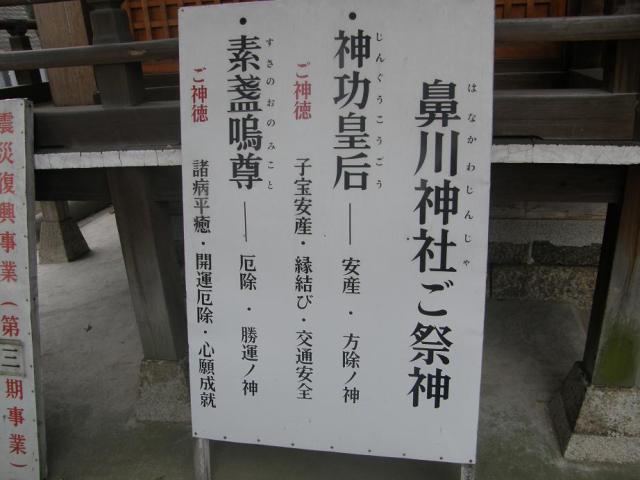 鼻川神社ご祭神
はなかわじんじゃ
・神功皇后――安産・方除ノ神
じんぐうこうごう
ご神徳 子宝安産・縁結び・交通安全
・素盞嗚尊――厄除・勝運ノ神
すさのおのみこと
ご神徳 諸病平癒・開運厄除・心願成就
震災復興事業（第三期事業）